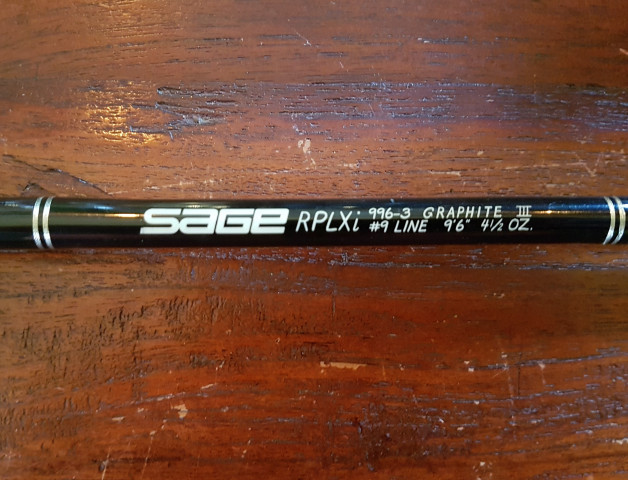 SAGE RPLXi 996-3 GRAPHITE III
#9 LINE 9'6" 4½ OZ.